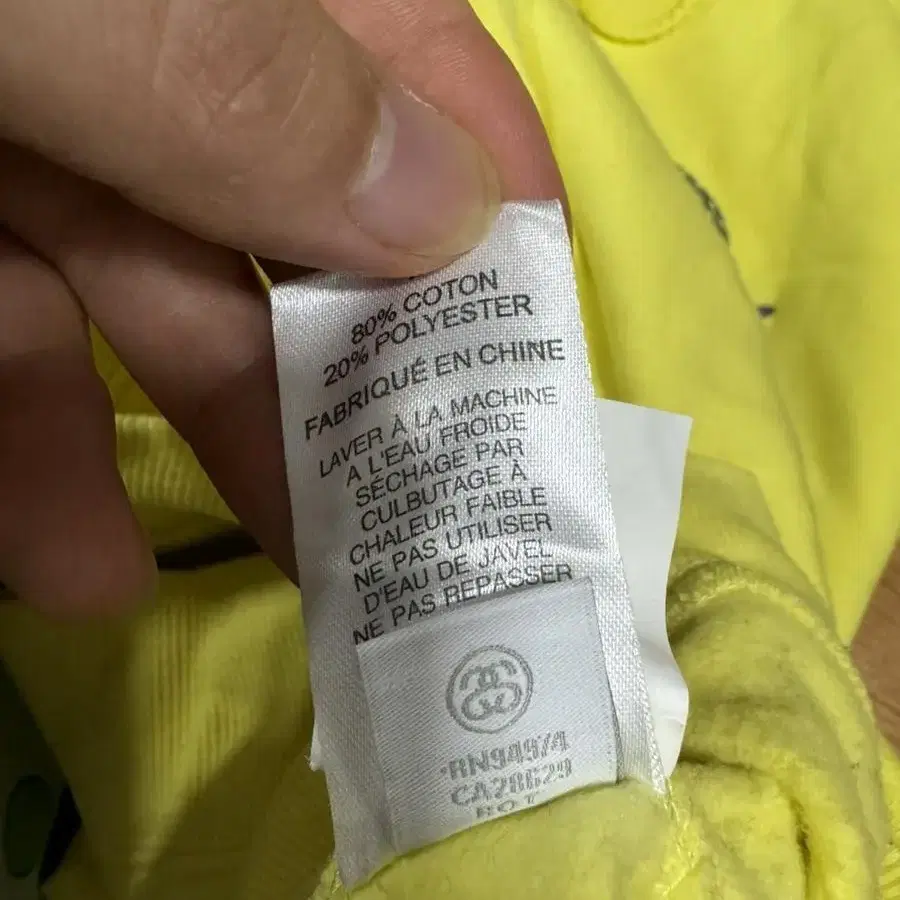 80% COTON
20% POLYESTER
FABRIQUÉ EN CHINE
LAVER À LA MACHINE
A L'EAU FROIDE
SÉCHAGE PAR
CULBUTAGE À
CHALEUR FAIBLE
NE PAS UTILISER
D'EAU DE JAVEL
NE PAS REPASSER
RN94974
CA28629